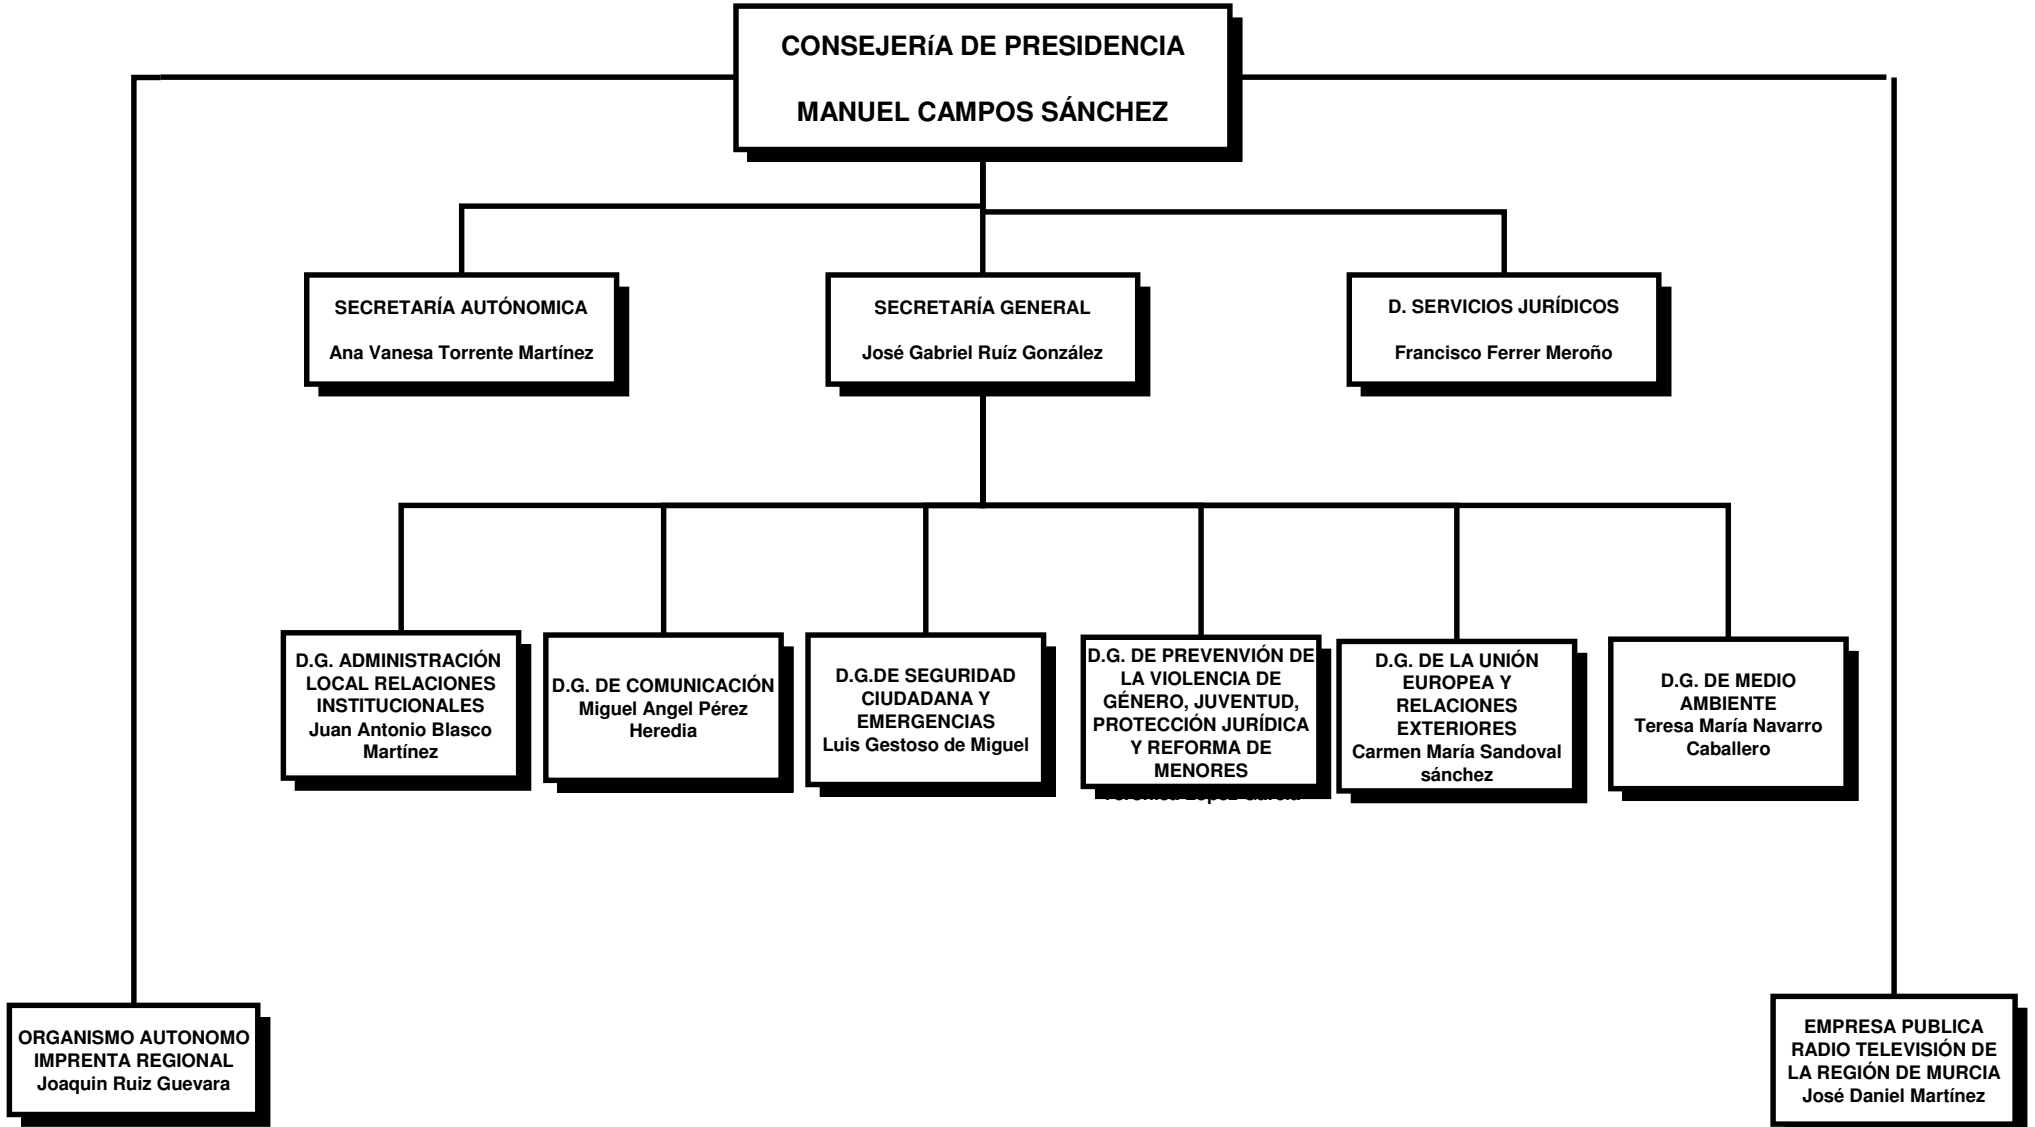 CONSEJERíA DE PRESIDENCIA
MANUEL CAMPOS SÁNCHEZ
SECRETARÍA AUTÓNOMICA
Ana Vanesa Torrente Martínez
SECRETARÍA GENERAL
José Gabriel Ruíz González
D. SERVICIOS JURÍDICOS
Francisco Ferrer Meroño
D.G. ADMINISTRACIÓN
LOCAL RELACIONES
INSTITUCIONALES
Juan Antonio Blasco
Martínez
D.G. DE COMUNICACIÓN
Miguel Angel Pérez
Heredia
D.G.DE SEGURIDAD
CIUDADANA Y
EMERGENCIAS
Luis Gestoso de Miguel
D.G. DE PREVENVIÓN DE
LA VIOLENCIA DE
GÉNERO, JUVENTUD,
PROTECCIÓN JURÍDICA
Y REFORMA DE
MENORES
D.G. DE LA UNIÓN
EUROPEA Y
RELACIONES
EXTERIORES
Carmen María Sandoval
sánchez
D.G. DE MEDIO
AMBIENTE
Teresa María Navarro
Caballero
ORGANISMO AUTONOMO
IMPRENTA REGIONAL
Joaquin Ruiz Guevara
EMPRESA PUBLICA
RADIO TELEVISIÓN DE
LA REGIÓN DE MURCIA
José Daniel Martínez